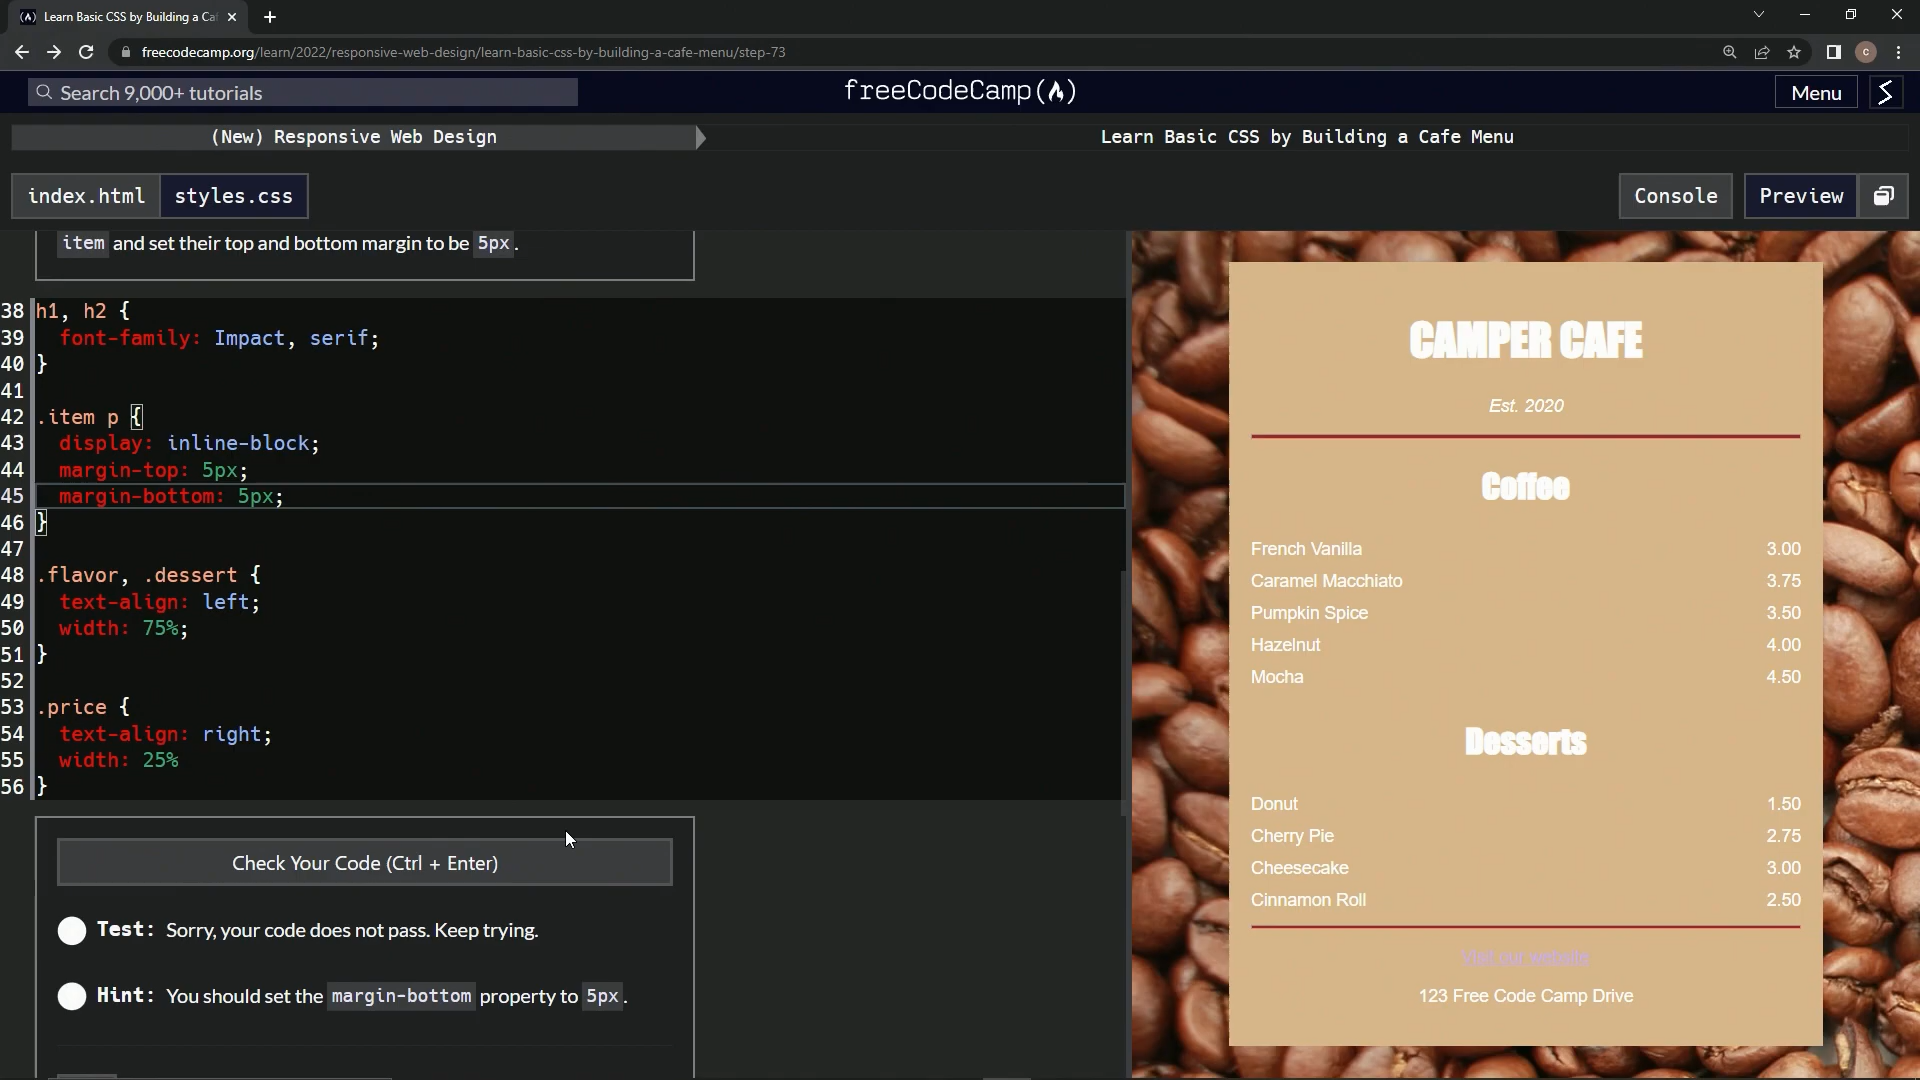 Learn Basic CSS by Building a Caf
freecodecamp.org/learn/2022/responsive-web-design/learn-basic-css-by-building-a-cafe-menu/step-73
c
Search 9,000+ tutorials
freeCodeCamp
Menu
(New) Responsive Web Design
Learn Basic CSS by Building a Cafe Menu
index.html
styles.css
Console
Preview
item and set their top and bottom margin to be 5px.
38 h1, h2 {
39 font-family: Impact, serif;
40 }
41
42 .item p {
43 display: inline-block;
44 margin-top: 5px;
45 margin-bottom: 5px;
46 }
47
48 .flavor, .dessert {
49 text-align: left;
50 width: 75%;
51 }
52
53 .price {
54 text-align: right;
55 width: 25%
56 }
Check Your Code (Ctrl + Enter)
Test: Sorry, your code does not pass. Keep trying.
Hint: You should set the margin-bottom property to 5px.
CAMPER CAFE
Est. 2020
Coffee
French Vanilla 3.00
Caramel Macchiato 3.75
Pumpkin Spice 3.50
Hazelnut 4.00
Mocha 4.50
Desserts
Donut 1.50
Cherry Pie 2.75
Cheesecake 3.00
Cinnamon Roll 2.50
Visit our website
123 Free Code Camp Drive